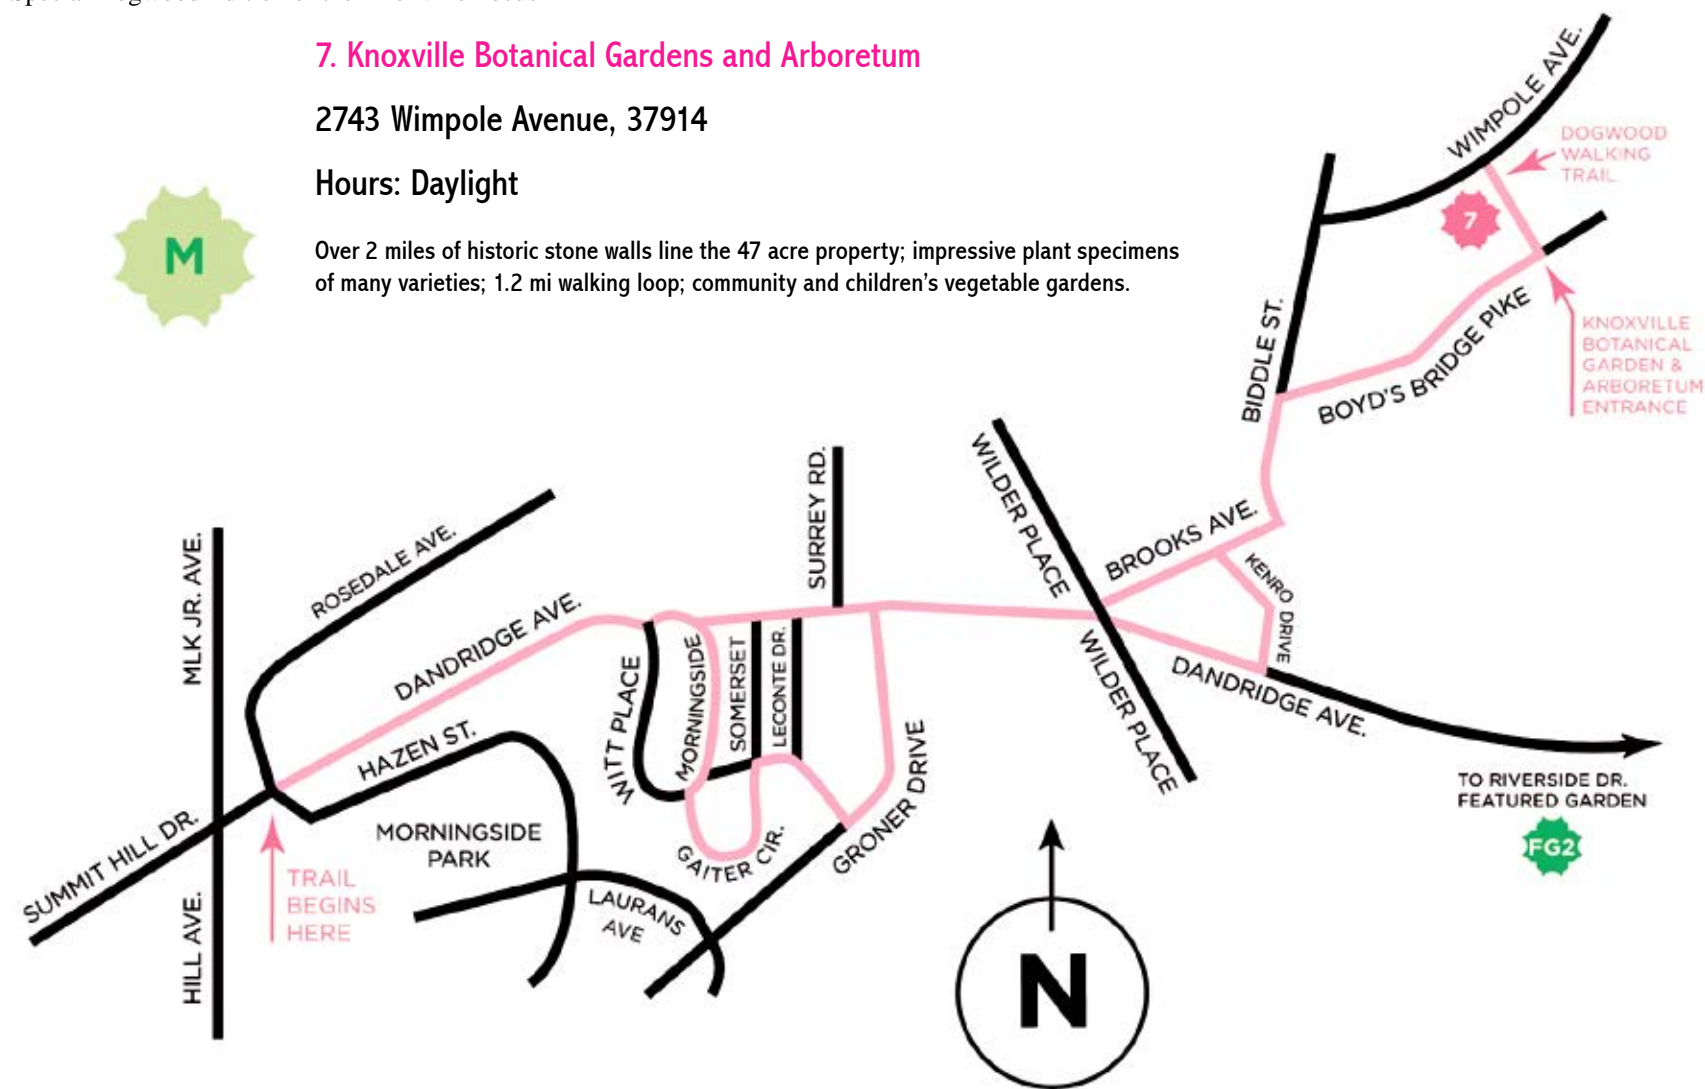 7. Knoxville Botanical Gardens and Arboretum
2743 Wimpole Avenue, 37914
Hours: Daylight
M
Over 2 miles of historic stone walls line the 47 acre property; impressive plant specimens
of many varieties; 1.2 mi walking loop; community and children’s vegetable gardens.
WIMPOLE AVE.
DOGWOOD
WALKING
TRAIL
7
BIDDLE ST.
BOYD'S BRIDGE PIKE
KNOXVILLE
BOTANICAL
GARDEN &
ARBORETUM
ENTRANCE
WILDER PLACE
SURREY RD.
BROOKS AVE.
KENRO DRIVE
MLK JR. AVE.
ROSEDALE AVE.
DANDRIDGE AVE.
HAZEN ST.
WITT PLACE
MORNINGSIDE
SOMERSET
LECONTE DR.
WILDER PLACE
DANDRIDGE AVE.
GRONER DRIVE
TO RIVERSIDE DR.
FEATURED GARDEN
FG2
SUMMIT HILL DR.
MORNINGSIDE
PARK
GAITER CIR.
TRAIL
BEGINS
HERE
HILL AVE.
LAURANS
AVE
N